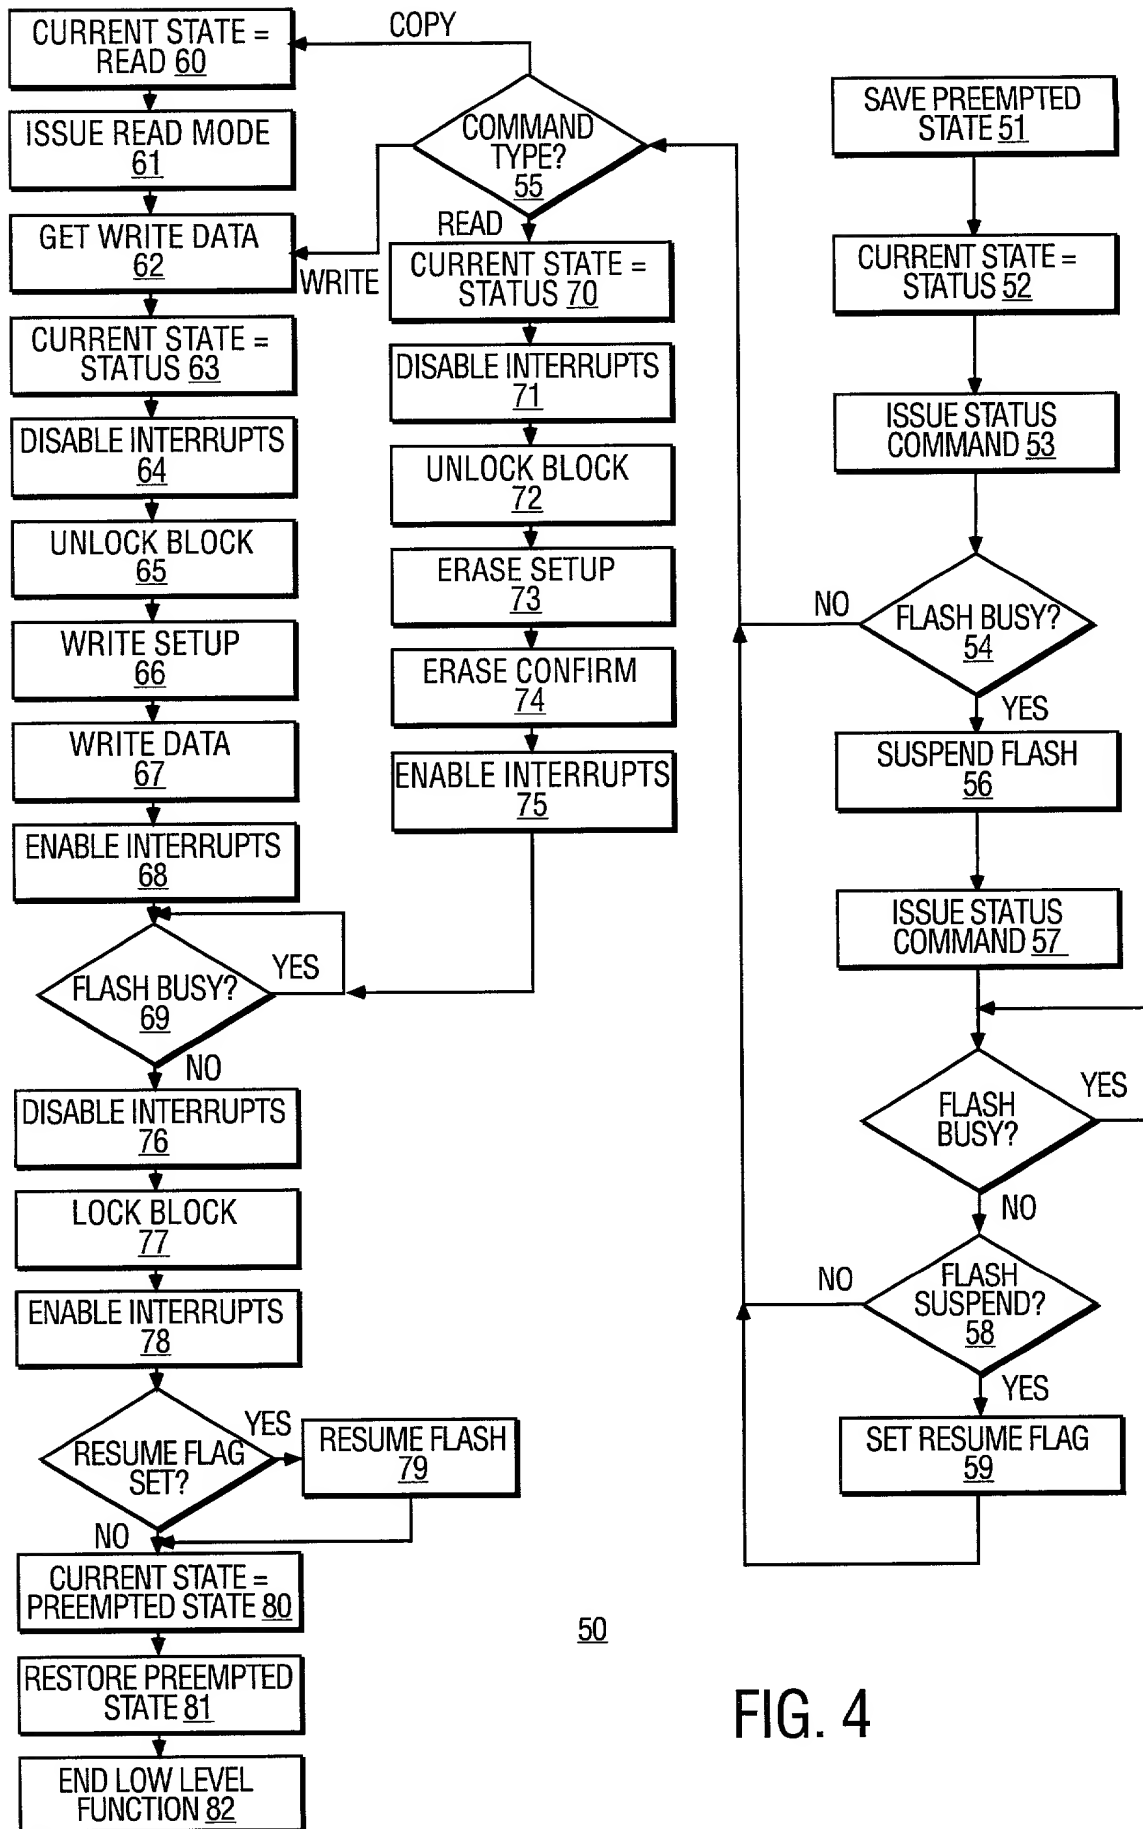 CURRENT STATE =
READ 60
ISSUE READ MODE
61
GET WRITE DATA
62
CURRENT STATE =
STATUS 63
DISABLE INTERRUPTS
64
UNLOCK BLOCK
65
WRITE SETUP
66
WRITE DATA
67
ENABLE INTERRUPTS
68
FLASH BUSY?
69
YES
NO
DISABLE INTERRUPTS
76
LOCK BLOCK
77
ENABLE INTERRUPTS
78
RESUME FLAG
SET?
YES
RESUME FLASH
79
NO
CURRENT STATE =
PREEMPTED STATE 80
RESTORE PREEMPTED
STATE 81
END LOW LEVEL
FUNCTION 82
COPY
COMMAND
TYPE?
55
WRITE
READ
CURRENT STATE =
STATUS 70
DISABLE INTERRUPTS
71
UNLOCK BLOCK
72
ERASE SETUP
73
ERASE CONFIRM
74
ENABLE INTERRUPTS
75
SAVE PREEMPTED
STATE 51
CURRENT STATE =
STATUS 52
ISSUE STATUS
COMMAND 53
NO
FLASH BUSY?
54
YES
SUSPEND FLASH
56
ISSUE STATUS
COMMAND 57
FLASH
BUSY?
YES
NO
FLASH
SUSPEND?
58
NO
YES
SET RESUME FLAG
59
50
FIG. 4